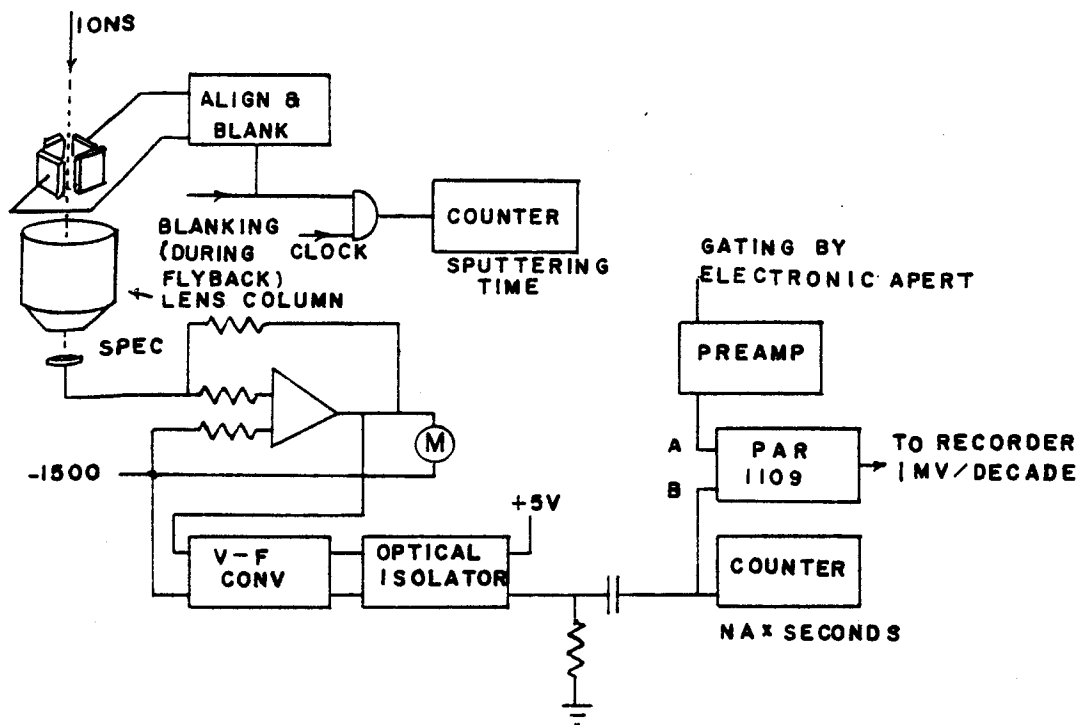 IONS
ALIGN &
BLANK
BLANKING
(DURING
FLYBACK)
CLOCK
COUNTER
SPUTTERING
TIME
LENS COLUMN
SPEC
GATING BY
ELECTRONIC APERT
PREAMP
M
-1500
A
B
PAR
1109
TO RECORDER
1MV/DECADE
+5V
V-F
CONV
OPTICAL
ISOLATOR
COUNTER
NA X SECONDS